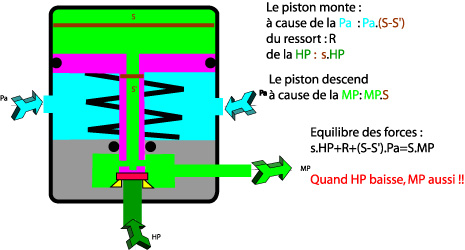 Le piston monte :
à cause de la Pa : Pa.(S-S')
du ressort : R
de la HP : s.HP
Le piston descend
à cause de la MP: MP.S
Equilibre des forces :
s.HP+R+(S-S').Pa=S.MP
Quand HP baisse, MP aussi !!
S
S'
Pa
Pa
MP
HP